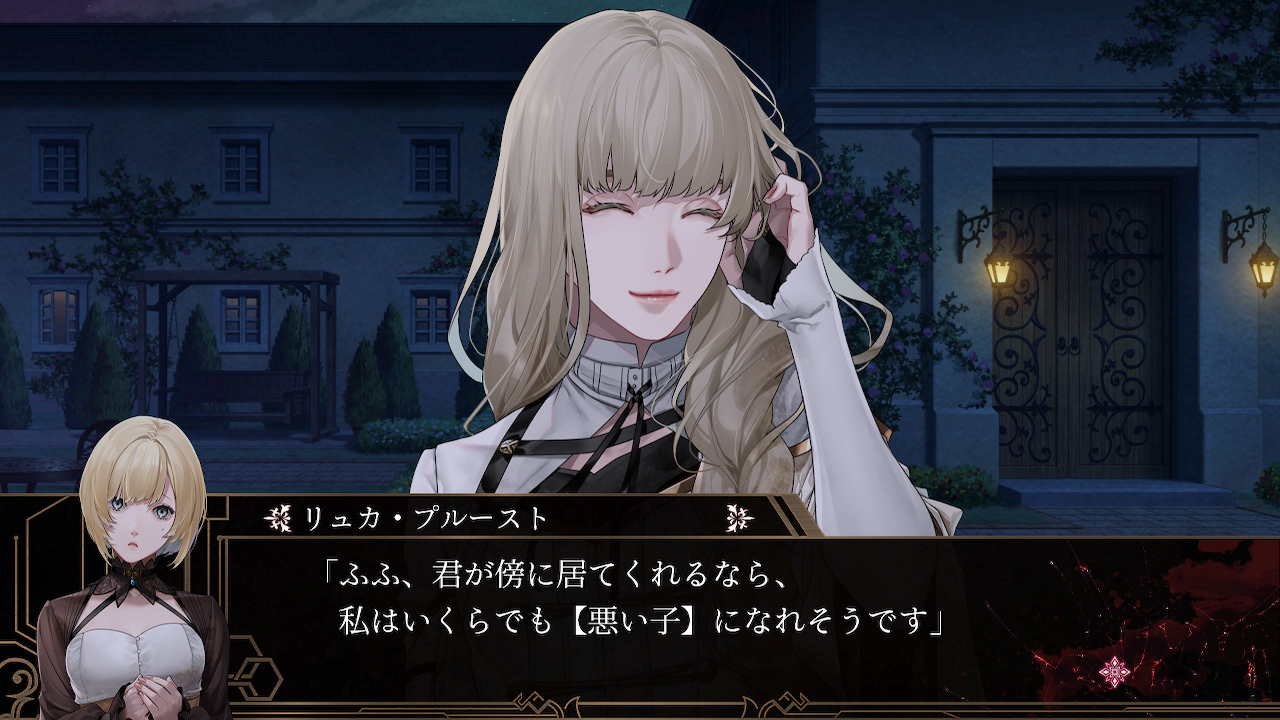 リュカ・プルースト
「ふふ、君が傍に居てくれるなら、
私はいくらでも【悪い子】になれそうです」